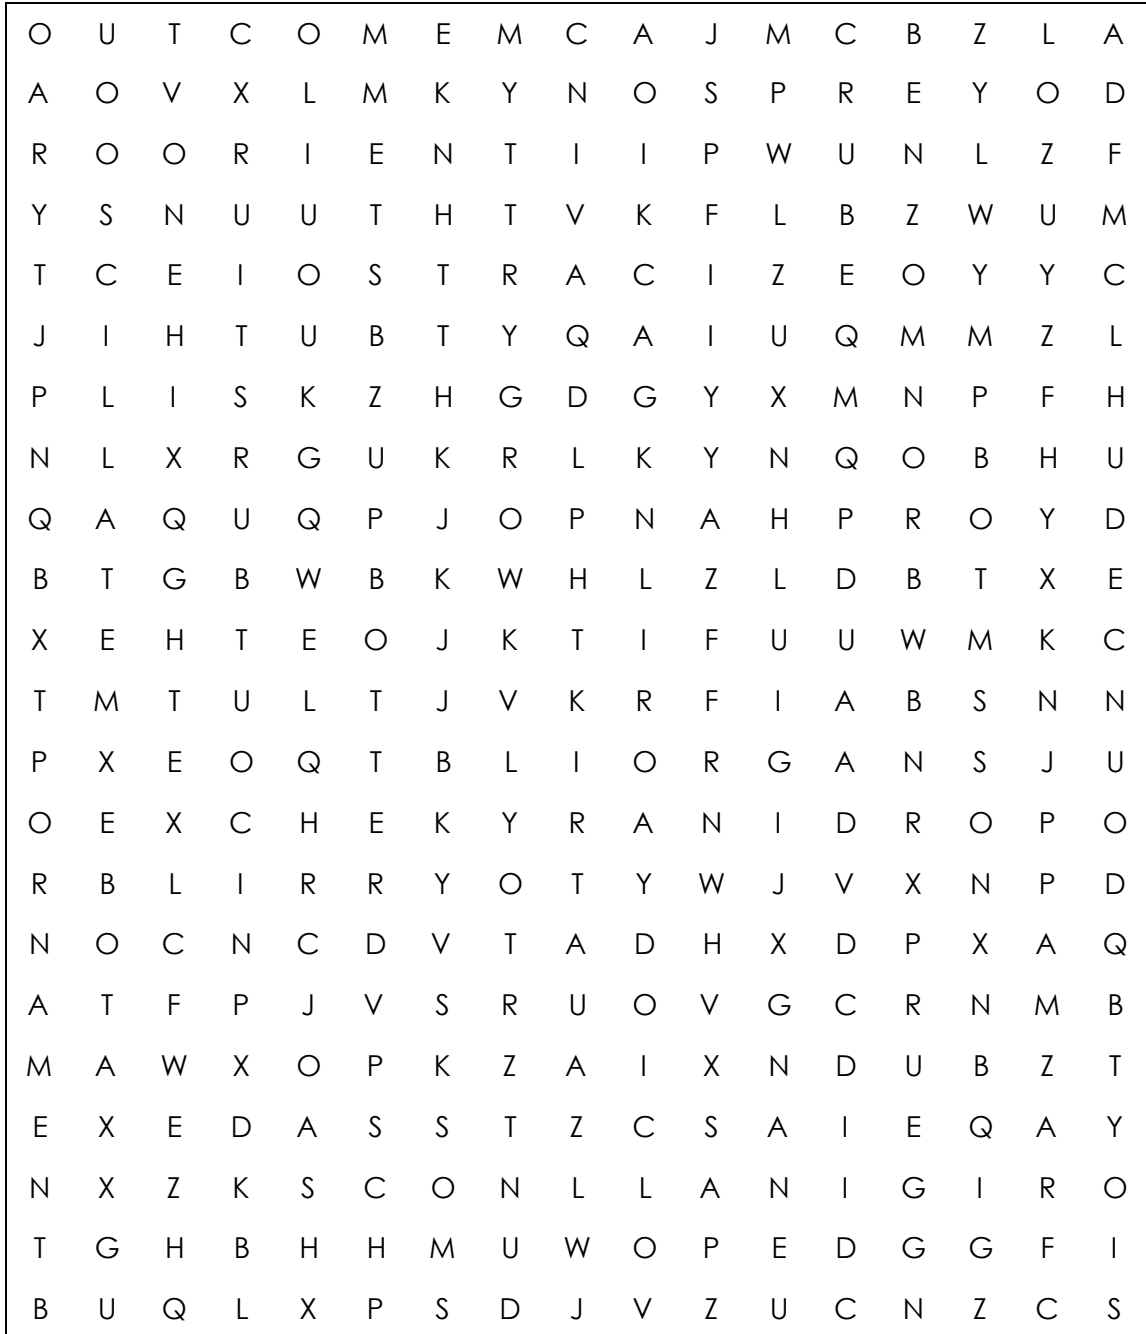 O U T C O M E M C A J M C B Z L A
A O V X L M K Y N O S P R E Y O D
R O O R I E N T I I P W U N L Z F
Y S N U U T H T V K F L B Z W U M
T C E I O S T R A C I Z E O Y Y C
J I H T U B T Y Q A I U Q M M Z L
P L I S K Z H G D G Y X M N P F H
N L X R G U K R L K Y N Q O B H U
Q A Q U Q P J O P N A H P R O Y D
B T G B W B K W H L Z L D B T X E
X E H T E O J K T I F U U W M K C
T M T U L T J V K R F I A B S N N
P X E O Q T B L I O R G A N S J U
O E X C H E K Y R A N I D R O P O
R B L I R R Y O T Y W J V X N P D
N O C N C D V T A D H X D P X A Q
A T F P J V S R U O V G C R N M B
M A W X O P K Z A I X N D U B Z T
E X E D A S S T Z C S A I E Q A Y
N X Z K S C O N L L A N I G I R O
T G H B H H M U W O P E D G G F I
B U Q L X P S D J V Z U C N Z C S